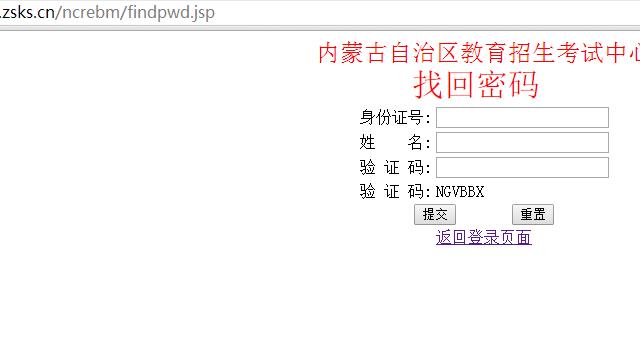 .zsks.cn/ncrebm/findpwd.jsp
内蒙古自治区教育招生考试中心
找回密码
身份证号:
姓 名:
验 证 码:
验 证 码: NGVBBX
提交 重置
返回登录页面